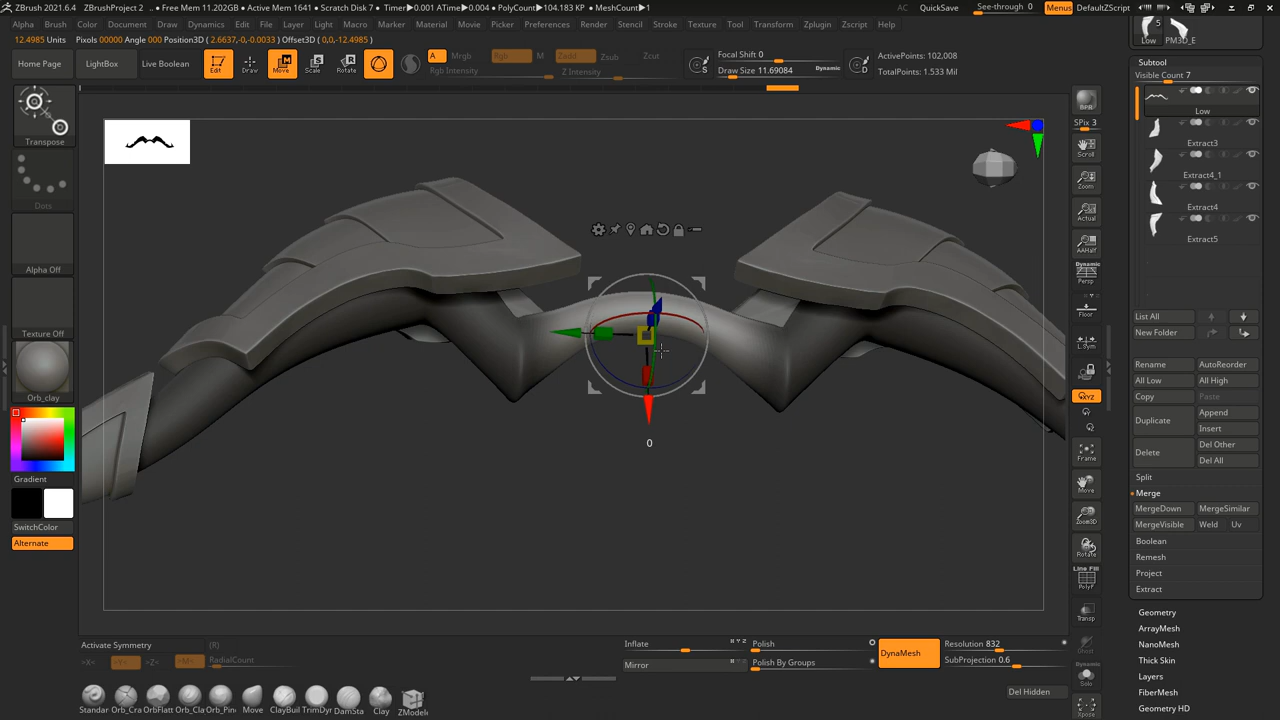 ZBrush 2021.6.4 ZBrushProject 2 .. • Free Mem 11.202GB • Active Mem 1641 • Scratch Disk 7 • Timer▶0.001 ATime▶0.004 • PolyCount▶104.183 KP • MeshCount▶1 AC QuickSave See-through 0 Menus DefaultZScript
Alpha Brush Color Document Draw Dynamics Edit File Layer Light Macro Marker Material Movie Picker Preferences Render Stencil Stroke Texture Tool Transform Zplugin Zscript Help
12.4985 Units Pixels 00000 Angle 000 Position3D ( 2.6637,-0,-0.0033 ) Offset3D ( 0,0,-12.4985 )
5
Low PM3D_E
Home Page LightBox Live Boolean
Edit Draw Move Scale Rotate
A Mrgb Rgb M Zadd Zsub Zcut
Rgb Intensity Z Intensity
Focal Shift 0
Draw Size 11.69084 Dynamic
S D
ActivePoints: 102,008
TotalPoints: 1.533 Mil
Subtool
Visible Count 7
Low
Extract3
Extract4_1
Extract4
Extract5
List All
New Folder
Rename AutoReorder
All Low All High
Copy Paste
Duplicate Append
Insert
Delete Del Other
Del All
Split
Merge
MergeDown MergeSimilar
MergeVisible Weld Uv
Boolean
Remesh
Project
Extract
Geometry
ArrayMesh
NanoMesh
Thick Skin
Layers
FiberMesh
Geometry HD
BPR
SPix 3
Scroll
Zoom
Actual
AAHalf
Dynamic
Persp
Floor
L.Sym
XYZ
Frame
Move
Zoom3D
Rotate
Line Fill
PolyF
Transp
Ghost
Dynamic
Solo
Xpose
Transpose
Dots
Alpha Off
Texture Off
Orb_clay
Gradient
SwitchColor
Alternate
0
Activate Symmetry (R)
>X< >Y< >Z< >M< RadialCount
Inflate X Y Z
Mirror
Polish
Polish By Groups
DynaMesh
Resolution 832
SubProjection 0.6
Del Hidden
Standar Orb_Cra OrbFlatt Orb_Cla Orb_Pin Move ClayBuil TrimDyr DamSta Clay ZModele